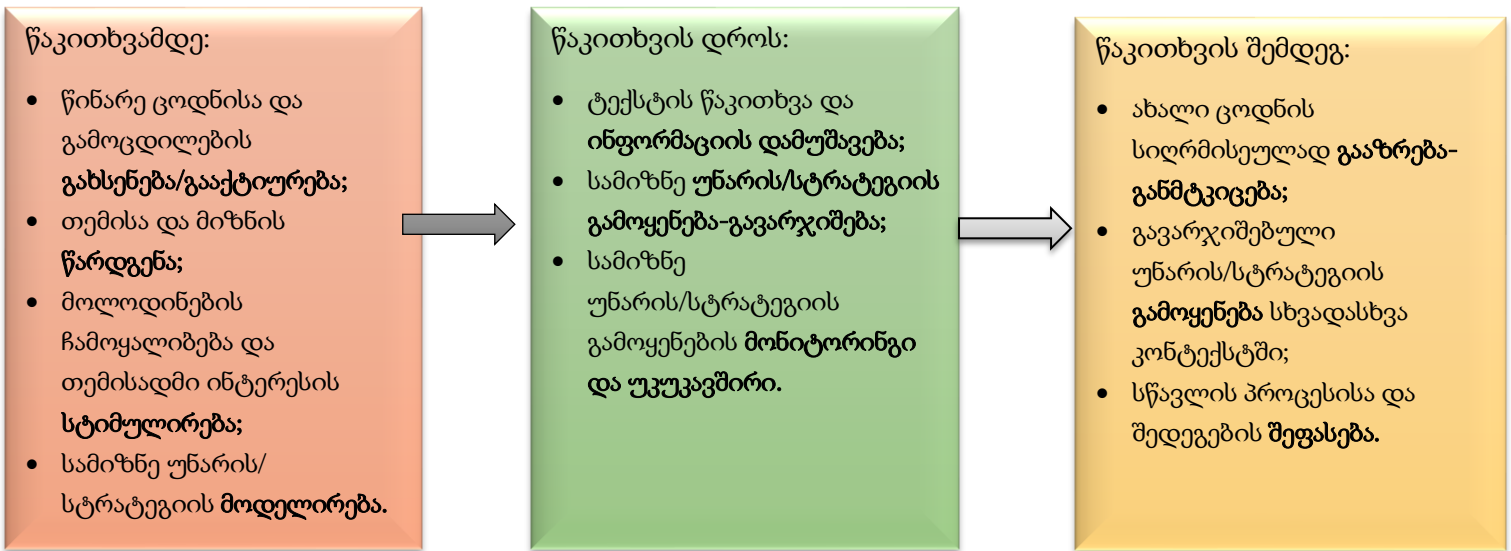 წაკითხვამდე:
• წინარე ცოდნისა და
გამოცდილების
გახსენება/გააქტიურება;
• თემისა და მიზნის
წარდგენა;
• მოლოდინების
ჩამოყალიბება და
თემისადმი ინტერესის
სტიმულირება;
• სამიზნე უნარის/
სტრატეგიის მოდელირება.
წაკითხვის დროს:
• ტექსტის წაკითხვა და
ინფორმაციის დამუშავება;
• სამიზნე უნარის/სტრატეგიის
გამოყენება-გავარჯიშება;
• სამიზნე
უნარის/სტრატეგიის
გამოყენების მონიტორინგი
და უკუკავშირი.
წაკითხვის შემდეგ:
• ახალი ცოდნის
სიღრმისეულად გააზრება-
განმტკიცება;
• გავარჯიშებული
უნარის/სტრატეგიის
გამოყენება სხვადასხვა
კონტექსტში;
• სწავლის პროცესისა და
შედეგების შეფასება.